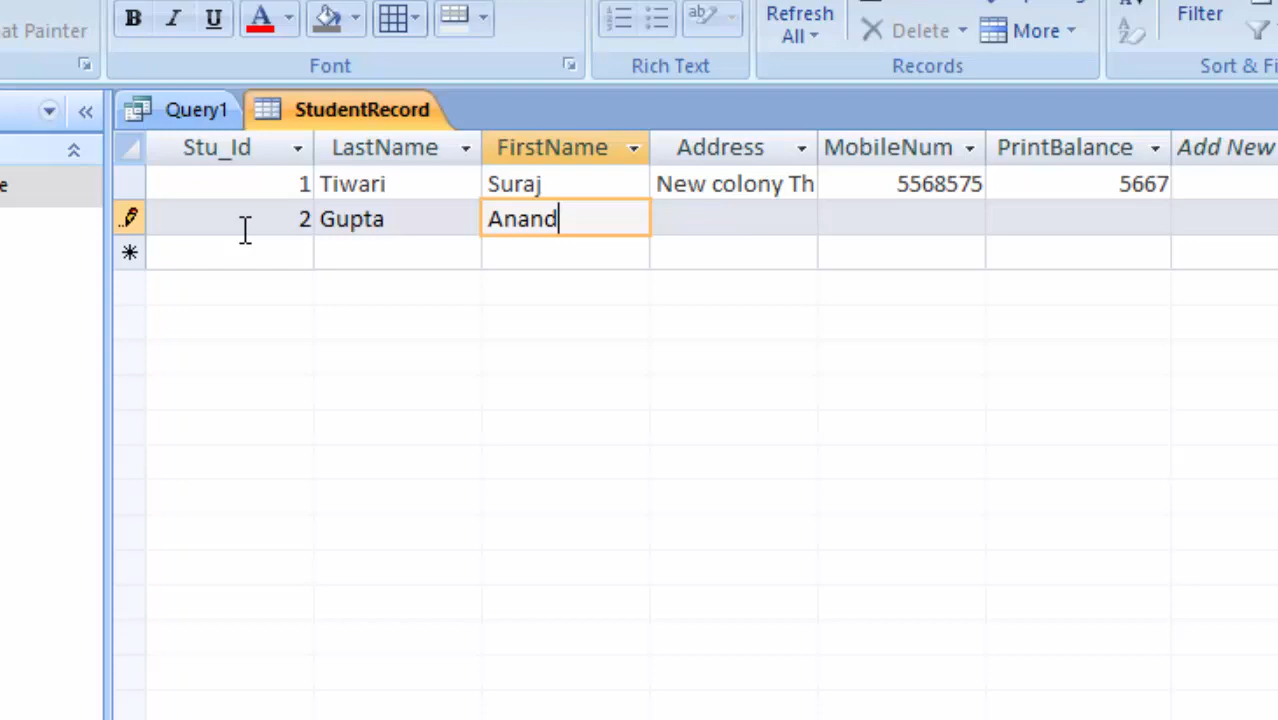 at Painter
B I U A
ab
Refresh
All
Delete
More
Filter
Font
Rich Text
Records
Sort & Fi
Query1
StudentRecord
Stu_Id LastName FirstName Address MobileNum PrintBalance Add New
e
1 Tiwari Suraj New colony Th 5568575 5667
2 Gupta Anand